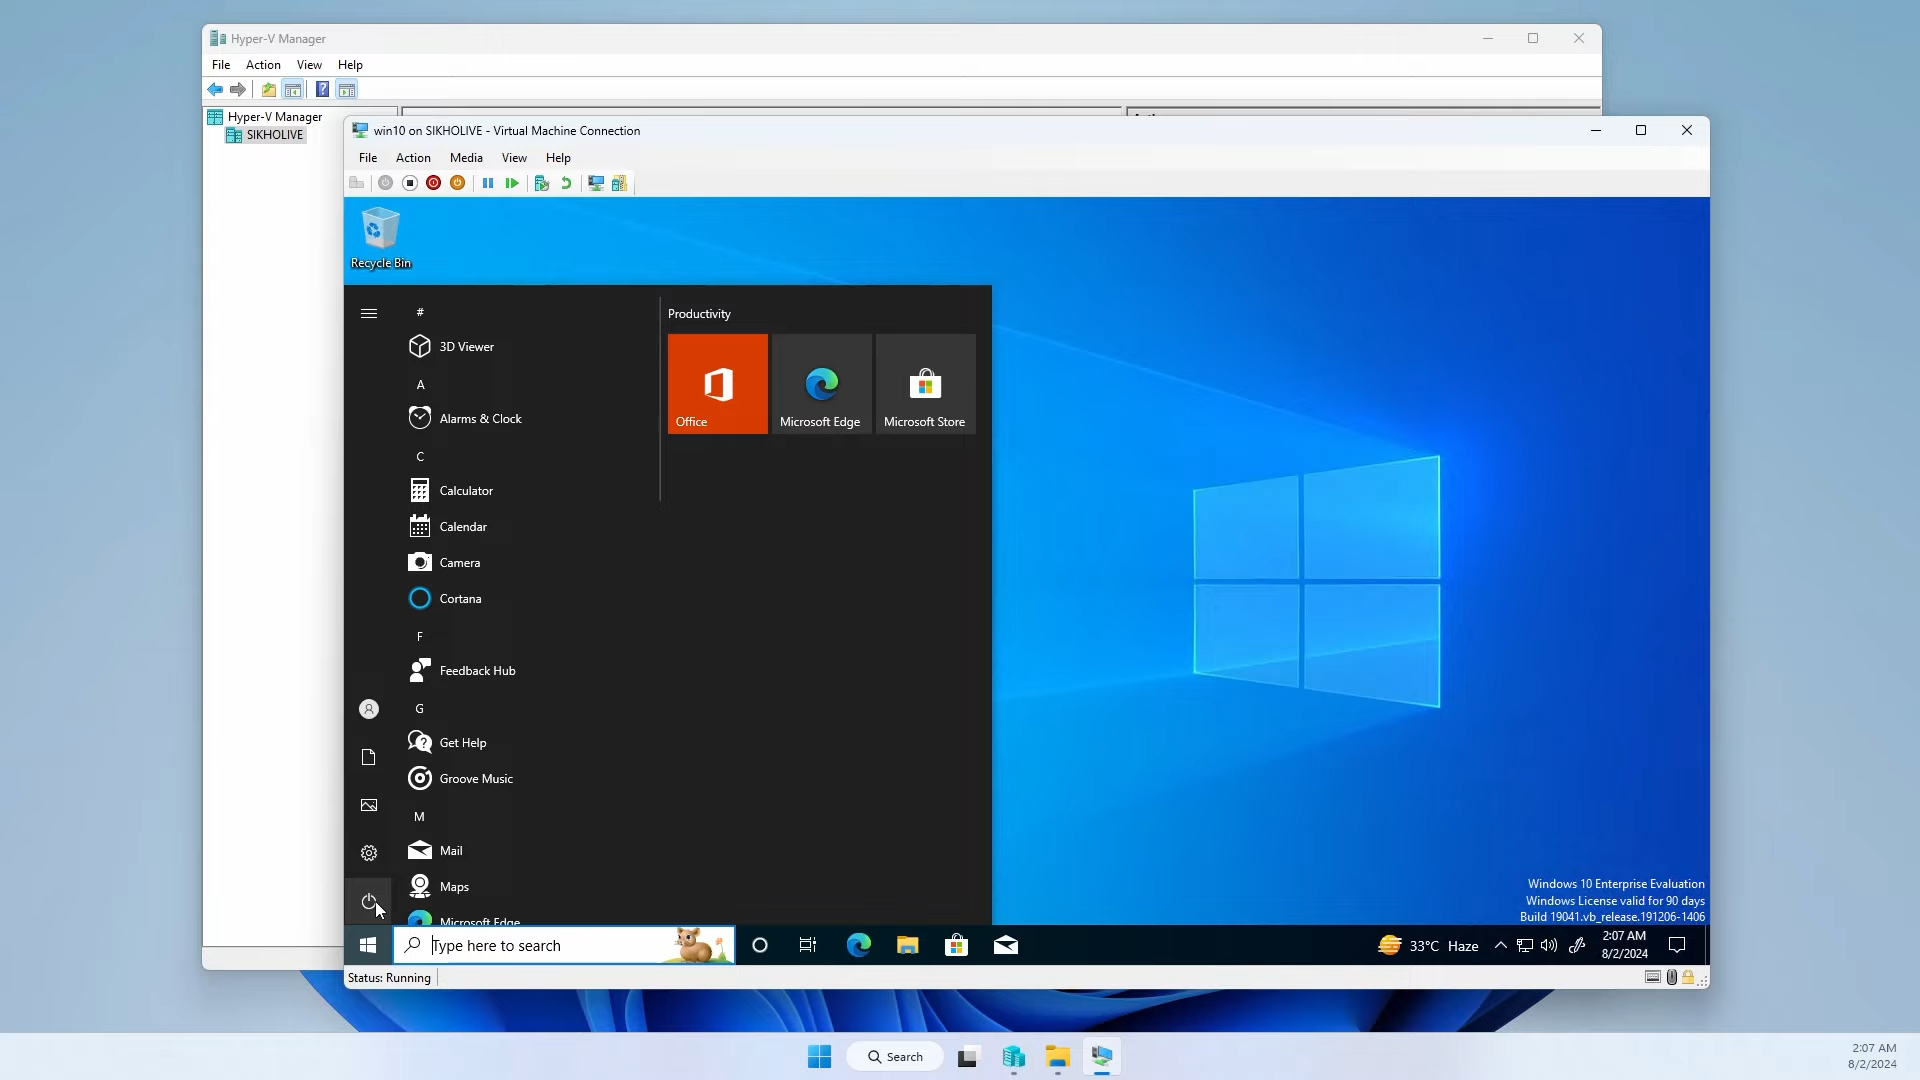 Hyper-V Manager
File Action View Help
Hyper-V Manager
SIKHOLIVE
win10 on SIKHOLIVE - Virtual Machine Connection
File Action Media View Help
Recycle Bin
#
3D Viewer
A
Alarms & Clock
C
Calculator
Calendar
Camera
Cortana
F
Feedback Hub
G
Get Help
Groove Music
M
Mail
Maps
Microsoft Edge
Productivity
Office
Microsoft Edge
Microsoft Store
Windows 10 Enterprise Evaluation
Windows License valid for 90 days
Build 19041.vb_release.191206-1406
Type here to search
33°C Haze
2:07 AM
8/2/2024
Status: Running
Search
2:07 AM
8/2/2024